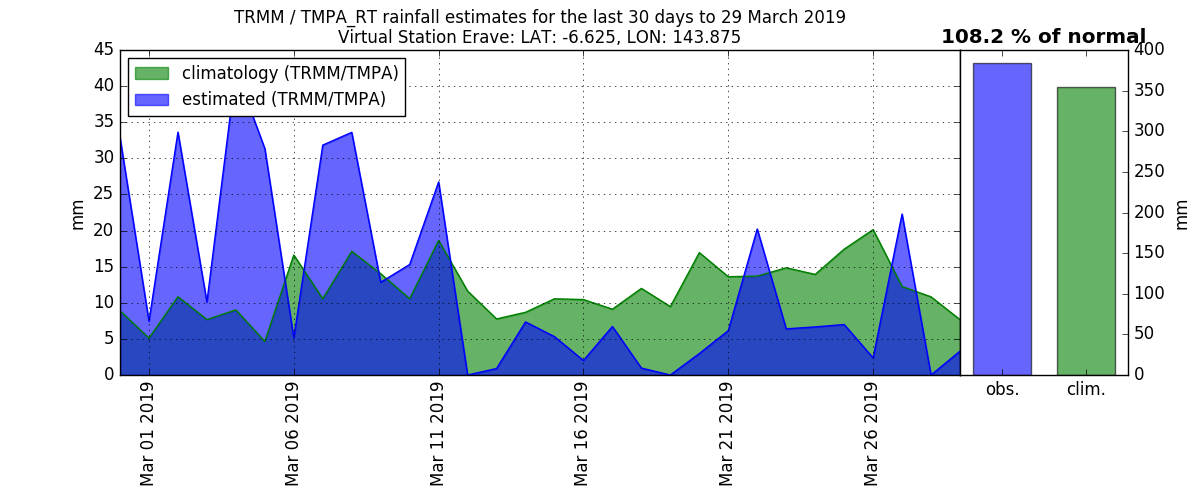 TRMM / TMPA_RT rainfall estimates for the last 30 days to 29 March 2019
Virtual Station Erave: LAT: -6.625, LON: 143.875
108.2 % of normal
climatology (TRMM/TMPA)
estimated (TRMM/TMPA)
mm
45
40
35
30
25
20
15
10
5
0
Mar 01 2019
Mar 06 2019
Mar 11 2019
Mar 16 2019
Mar 21 2019
Mar 26 2019
400
350
300
250
200
150
100
50
0
mm
obs.
clim.